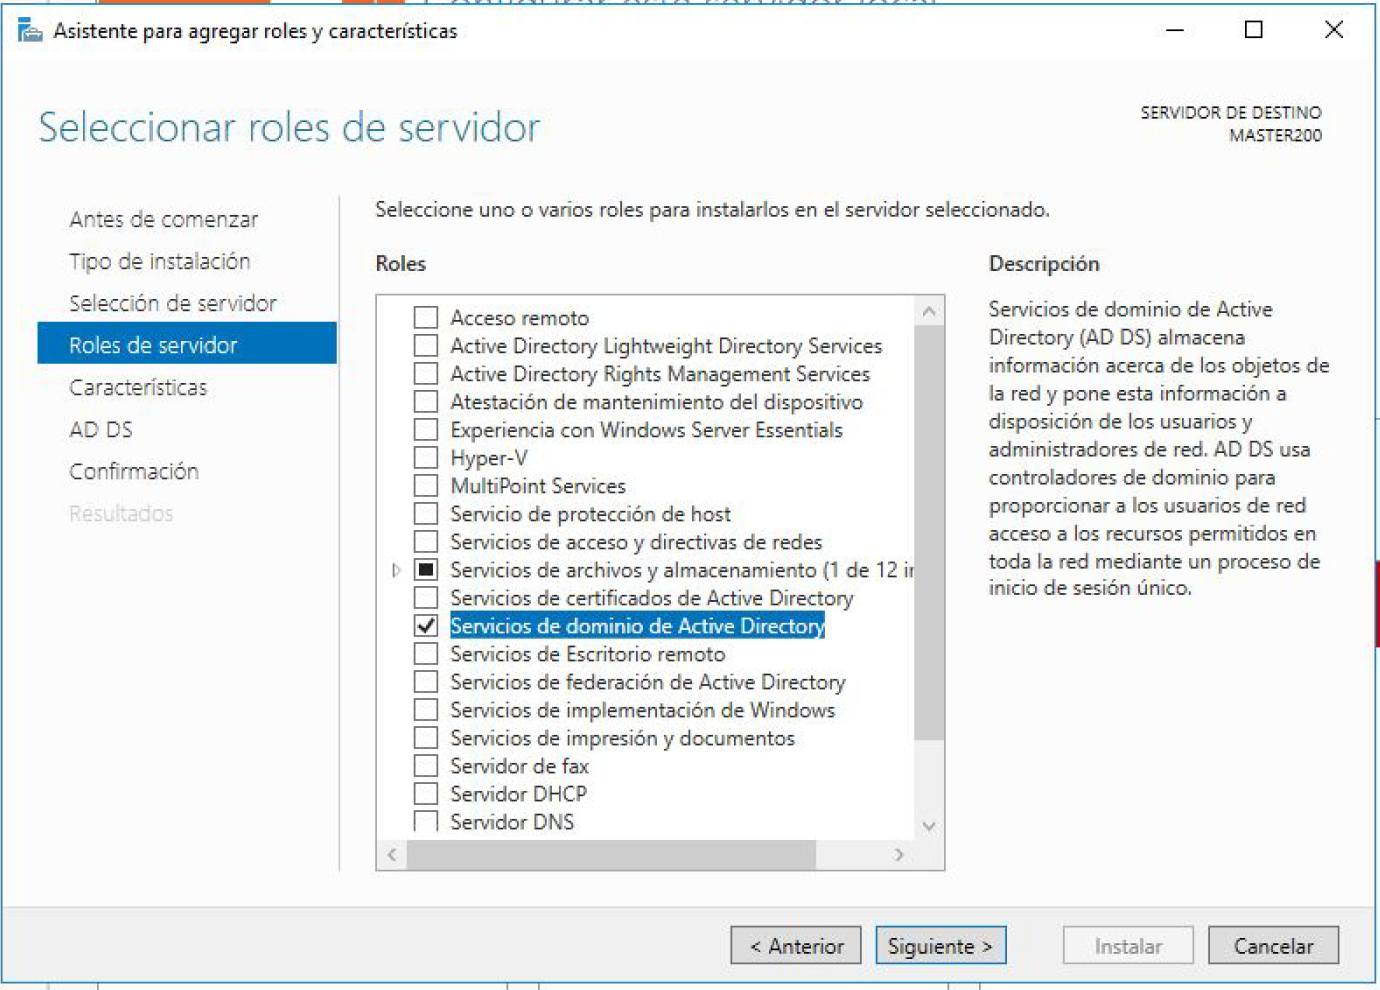 Configurar este servidor local
Asistente para agregar roles y características
Seleccionar roles de servidor
SERVIDOR DE DESTINO
MASTER200
Antes de comenzar
Tipo de instalación
Selección de servidor
Roles de servidor
Características
AD DS
Confirmación
Resultados
Seleccione uno o varios roles para instalarlos en el servidor seleccionado.
Roles
Acceso remoto
Active Directory Lightweight Directory Services
Active Directory Rights Management Services
Atestación de mantenimiento del dispositivo
Experiencia con Windows Server Essentials
Hyper-V
MultiPoint Services
Servicio de protección de host
Servicios de acceso y directivas de redes
Servicios de archivos y almacenamiento (1 de 12 in
Servicios de certificados de Active Directory
Servicios de dominio de Active Directory
Servicios de Escritorio remoto
Servicios de federación de Active Directory
Servicios de implementación de Windows
Servicios de impresión y documentos
Servidor de fax
Servidor DHCP
Servidor DNS
Descripción
Servicios de dominio de Active
Directory (AD DS) almacena
información acerca de los objetos de
la red y pone esta información a
disposición de los usuarios y
administradores de red. AD DS usa
controladores de dominio para
proporcionar a los usuarios de red
acceso a los recursos permitidos en
toda la red mediante un proceso de
inicio de sesión único.
< Anterior
Siguiente >
Instalar
Cancelar